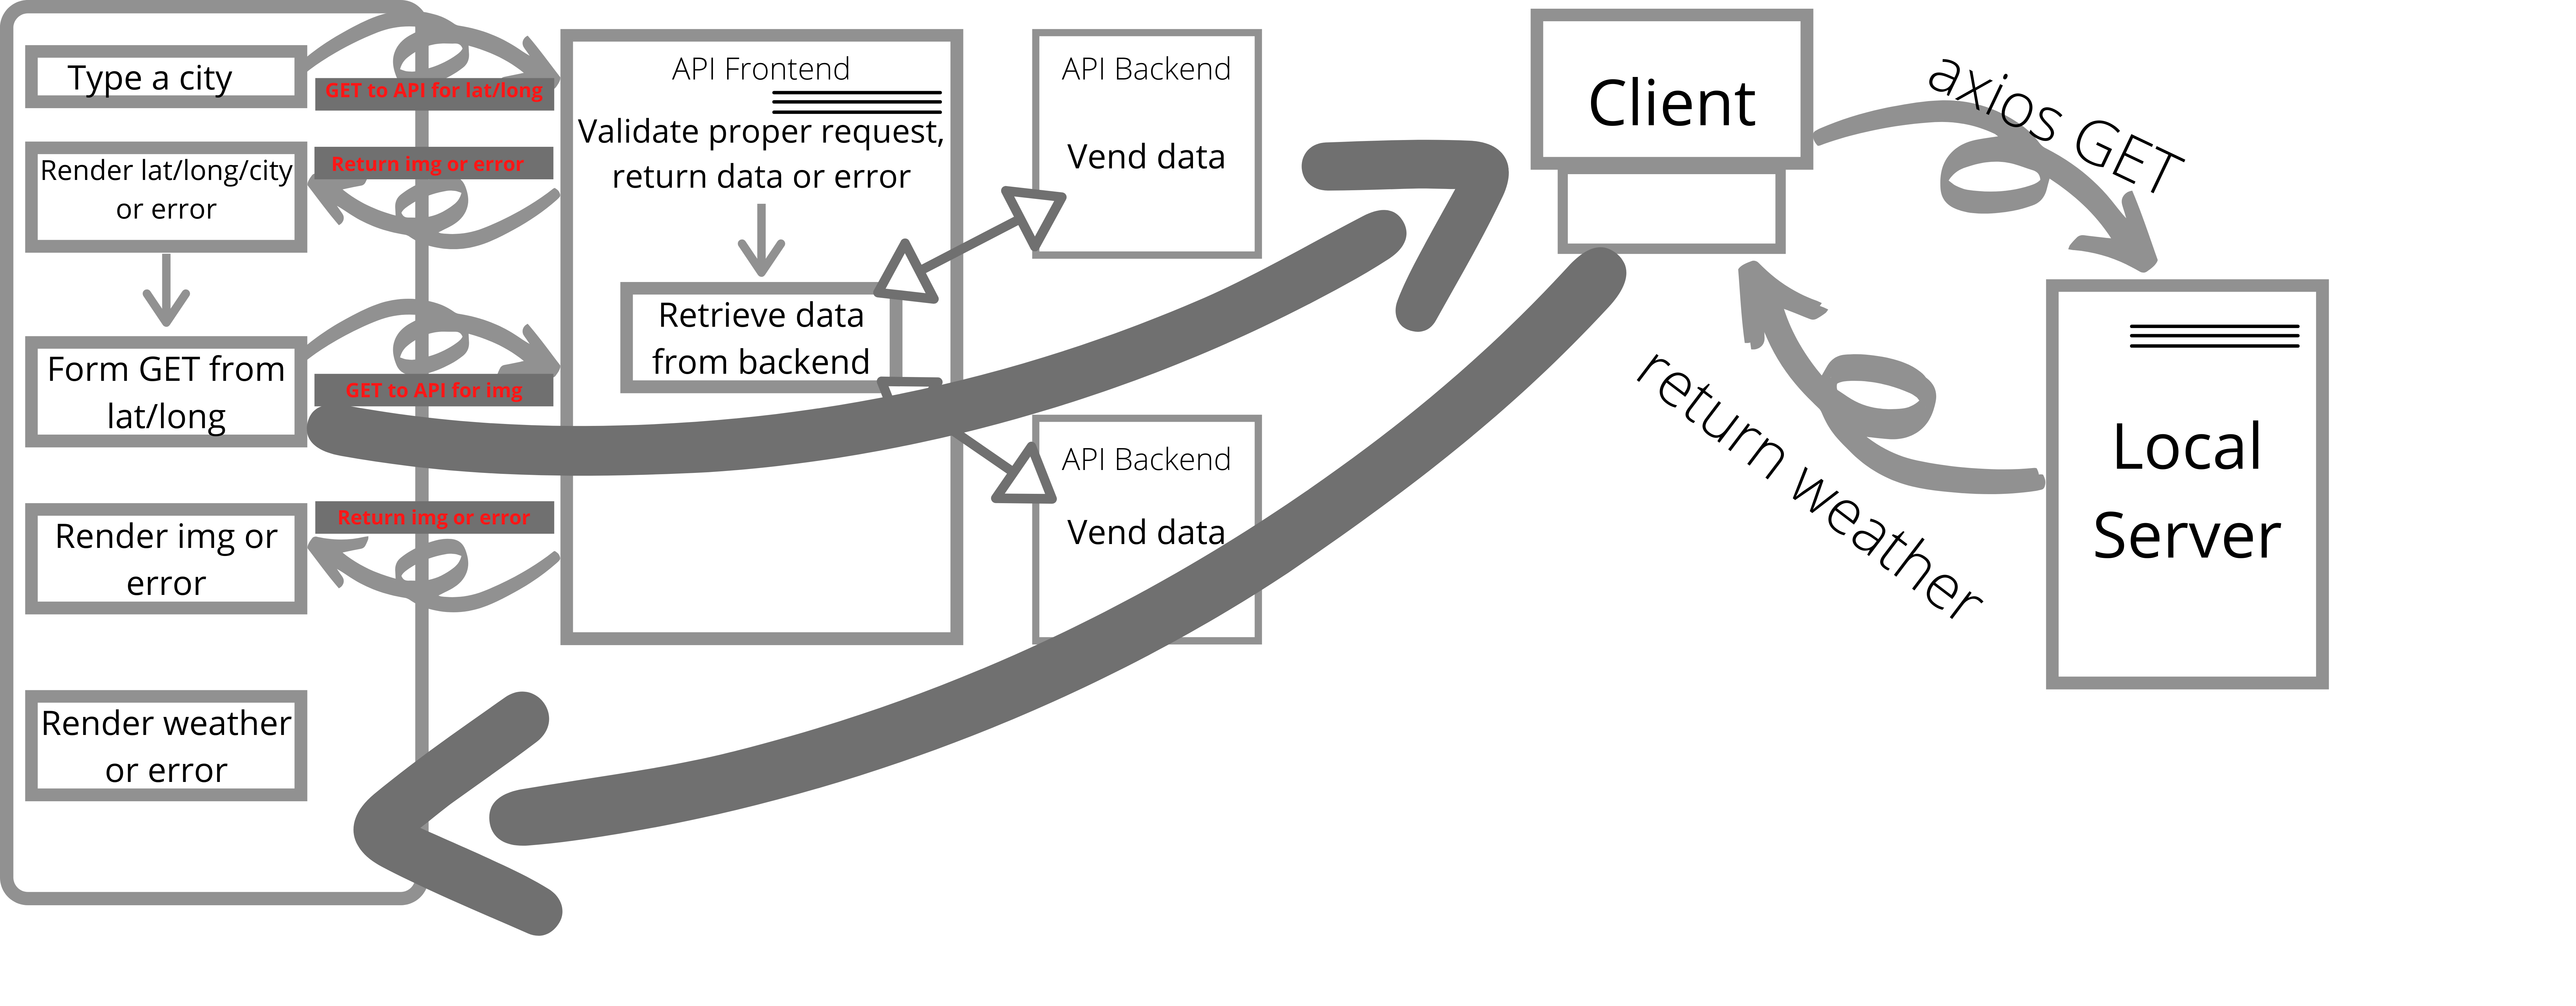 Type a city
GET to API for lat/long
Render lat/long/city
or error
Return img or error
Form GET from
lat/long
GET to API for img
Render img or
error
Return img or error
Render weather
or error
API Frontend
Validate proper request,
return data or error
Retrieve data
from backend
API Backend
Vend data
API Backend
Vend data
Client
axios GET
return weather
Local
Server